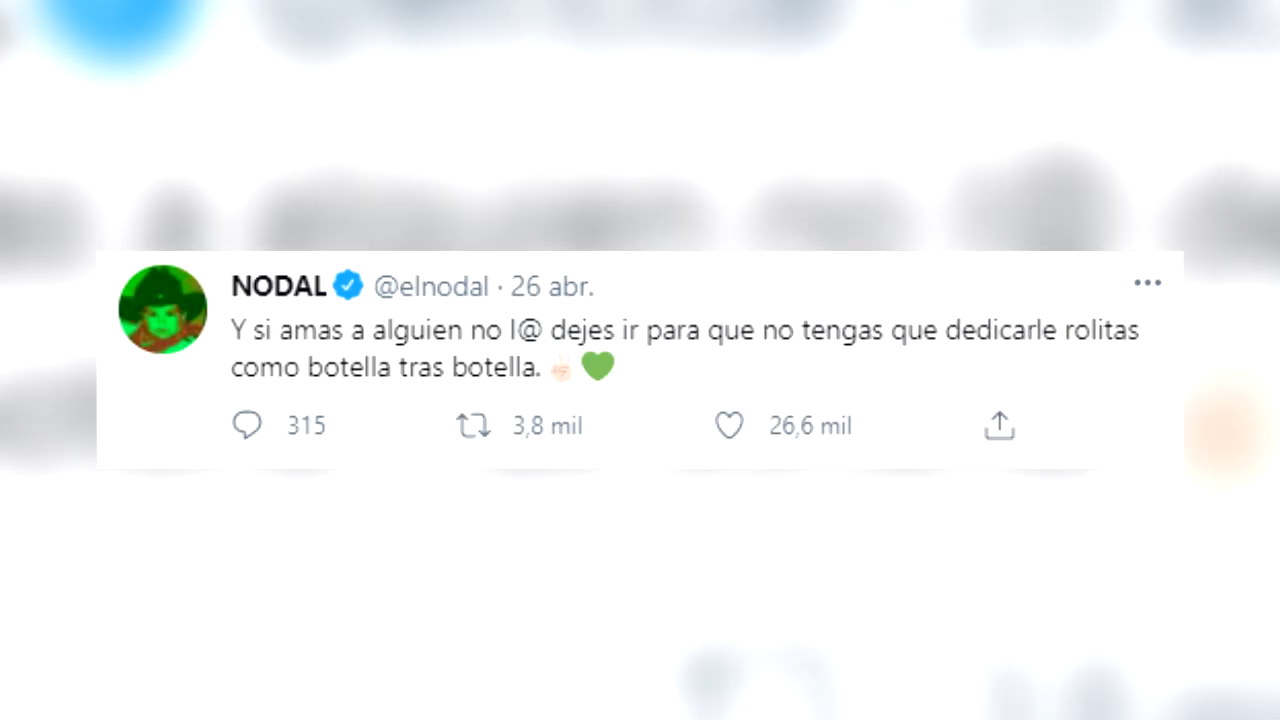 NODAL @elnodal · 26 abr.
Y si amas a alguien no l@ dejes ir para que no tengas que dedicarle rolitas
como botella tras botella. ✌🏻💚
315 3,8 mil 26,6 mil